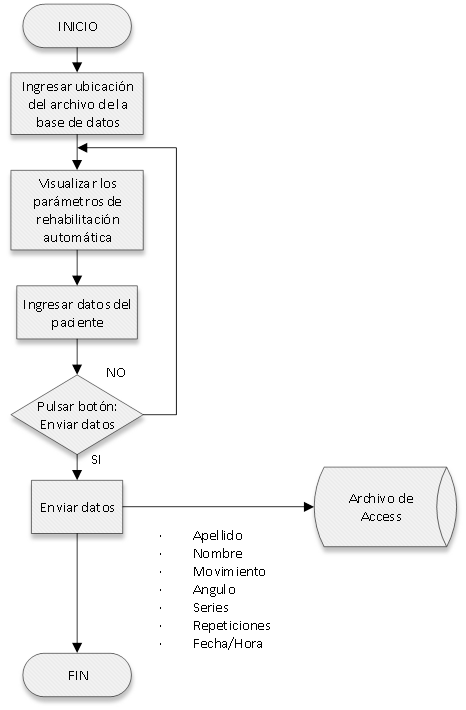 INICIO
Ingresar ubicación
del archivo de la
base de datos
Visualizar los
parámetros de
rehabilitación
automática
Ingresar datos del
paciente
NO
Pulsar botón:
Enviar datos
SI
Enviar datos
Archivo de
Access
· Apellido
· Nombre
· Movimiento
· Angulo
· Series
· Repeticiones
· Fecha/Hora
FIN